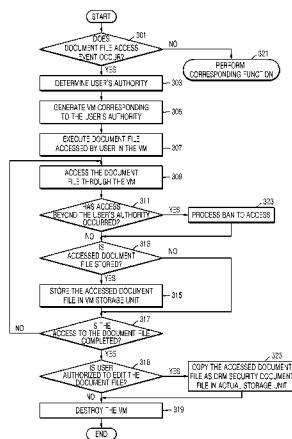 START
301
DOES
DOCUMENT FILE ACCESS
EVENT OCCUR?
NO
321
PERFORM
CORRESPONDING FUNCTION
YES
DETERMINE USER'S AUTHORITY
303
GENERATE VM CORRESPONDING
TO THE USER'S AUTHORITY
305
EXECUTE DOCUMENT FILE
ACCESSED BY USER IN THE VM
307
ACCESS THE DOCUMENT
FILE THROUGH THE VM
309
311
HAS ACCESS
BEYOND THE USER'S AUTHORITY
OCCURRED?
YES
323
PROCESS BAN TO ACCESS
NO
313
IS
ACCESSED DOCUMENT
FILE STORED?
NO
YES
STORE THE ACCESSED DOCUMENT
FILE IN VM STORAGE UNIT
315
317
IS THE
ACCESS TO THE DOCUMENT FILE
COMPLETED?
NO
YES
318
IS USER
AUTHORIZED TO EDIT THE
DOCUMENT FILE?
YES
325
COPY THE ACCESSED DOCUMENT
FILE AS DRM SECURITY DOCUMENT
FILE IN ACTUAL STORAGE UNIT
NO
DESTROY THE VM
319
END